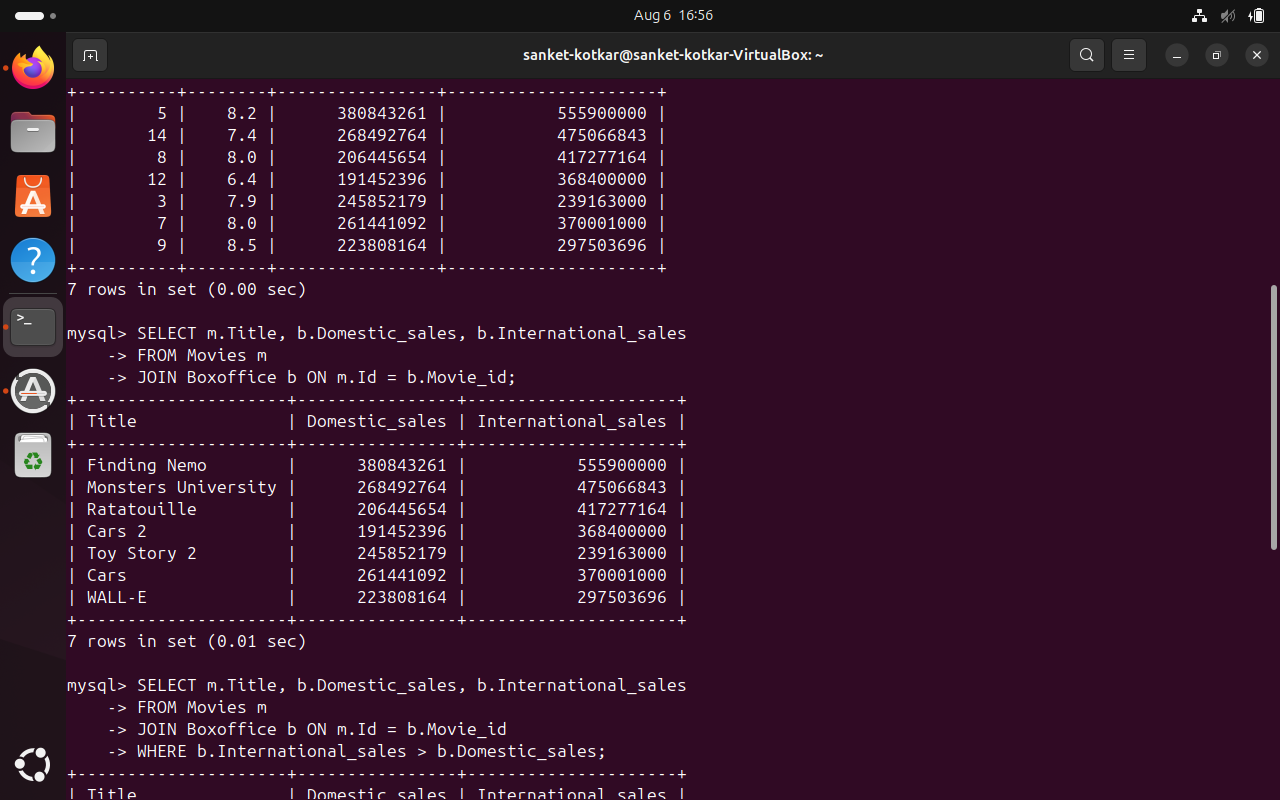 Aug 6 16:56
sanket-kotkar@sanket-kotkar-VirtualBox: ~
+----------+--------+----------------+---------------------+
|        5 |    8.2 |      380843261 |           555900000 |
|       14 |    7.4 |      268492764 |           475066843 |
|        8 |    8.0 |      206445654 |           417277164 |
|       12 |    6.4 |      191452396 |           368400000 |
|        3 |    7.9 |      245852179 |           239163000 |
|        7 |    8.0 |      261441092 |           370001000 |
|        9 |    8.5 |      223808164 |           297503696 |
+----------+--------+----------------+---------------------+
7 rows in set (0.00 sec)
mysql> SELECT m.Title, b.Domestic_sales, b.International_sales
    -> FROM Movies m
    -> JOIN Boxoffice b ON m.Id = b.Movie_id;
+---------------------+----------------+---------------------+
| Title               | Domestic_sales | International_sales |
+---------------------+----------------+---------------------+
| Finding Nemo        |      380843261 |           555900000 |
| Monsters University |      268492764 |           475066843 |
| Ratatouille         |      206445654 |           417277164 |
| Cars 2              |      191452396 |           368400000 |
| Toy Story 2         |      245852179 |           239163000 |
| Cars                |      261441092 |           370001000 |
| WALL-E              |      223808164 |           297503696 |
+---------------------+----------------+---------------------+
7 rows in set (0.01 sec)
mysql> SELECT m.Title, b.Domestic_sales, b.International_sales
    -> FROM Movies m
    -> JOIN Boxoffice b ON m.Id = b.Movie_id
    -> WHERE b.International_sales > b.Domestic_sales;
+---------------------+----------------+---------------------+
| Title               | Domestic_sales | International_sales |